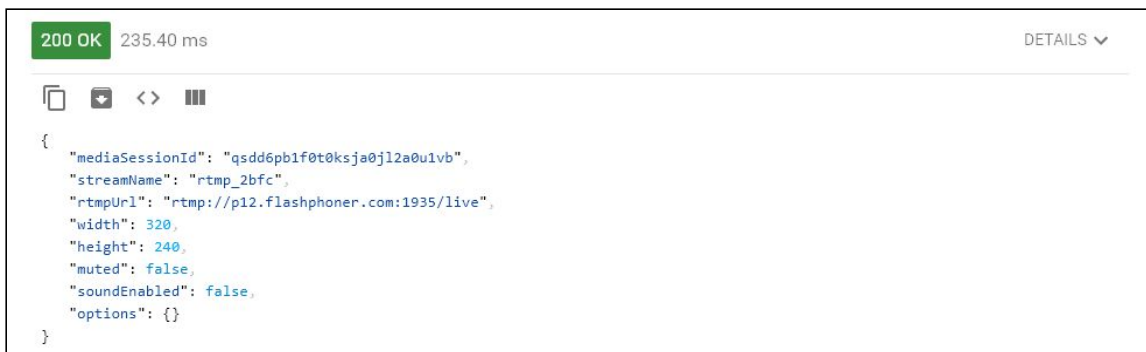 200 OK 235.40 ms DETAILS
{
"mediaSessionId": "qsdd6pb1f0t0ksja0jl2a0u1vb",
"streamName": "rtmp_2bfc",
"rtmpUrl": "rtmp://p12.flashphoner.com:1935/live",
"width": 320,
"height": 240,
"muted": false,
"soundEnabled": false,
"options": {}
}